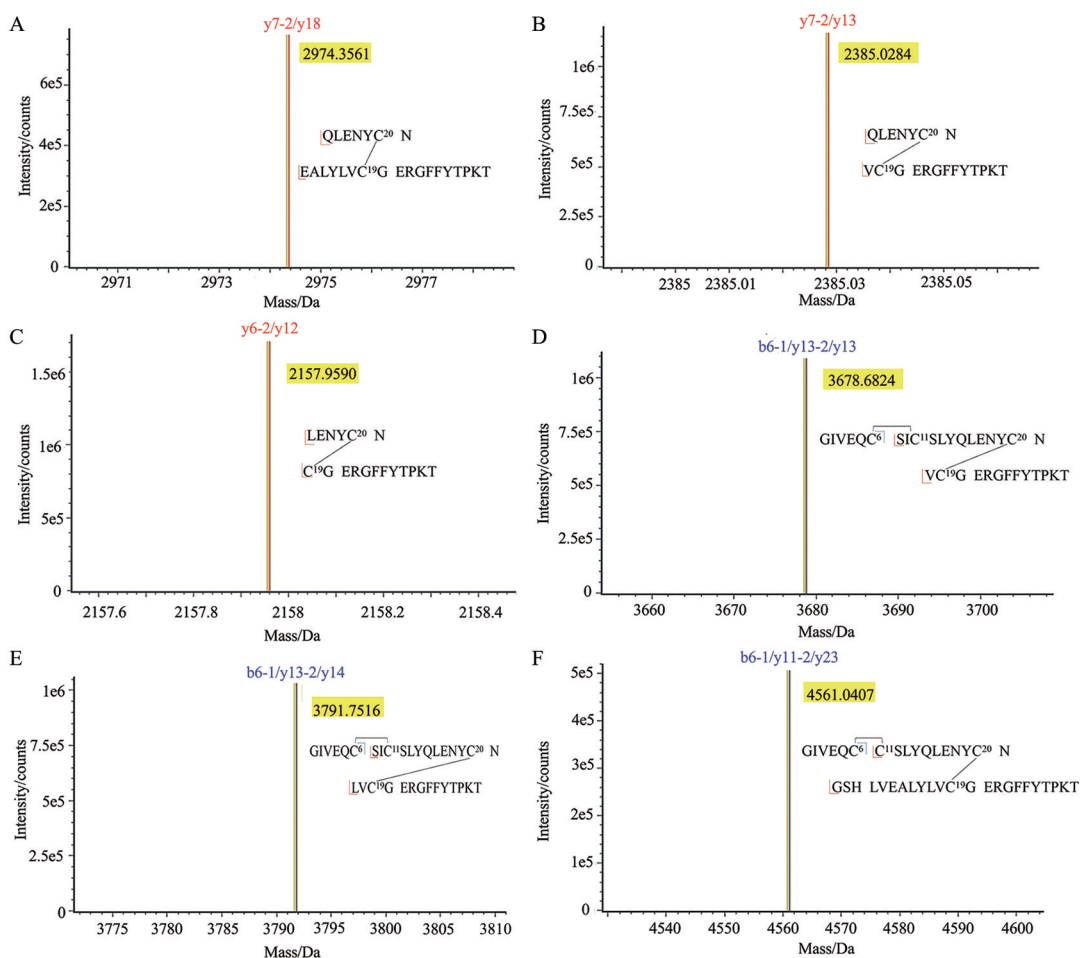 A
y7-2/y18
2974.3561
6e5
4e5
2e5
0
Intensity/counts
QLENYC²⁰ N
EALYLVC¹⁹G ERGFFYTPKT
2971 2973 2975 2977
Mass/Da
B
y7-2/y13
2385.0284
1e6
7.5e5
5e5
2.5e5
0
Intensity/counts
QLENYC²⁰ N
VC¹⁹G ERGFFYTPKT
2385 2385.01 2385.03 2385.05
Mass/Da
C
y6-2/y12
2157.9590
1.5e6
1e6
5e5
0
Intensity/counts
LENYC²⁰ N
C¹⁹G ERGFFYTPKT
2157.6 2157.8 2158 2158.2 2158.4
Mass/Da
D
b6-1/y13-2/y13
3678.6824
1e6
7.5e5
5e5
2.5e5
0
Intensity/counts
GIVEQC⁶ SIC¹¹SLYQLENYC²⁰ N
VC¹⁹G ERGFFYTPKT
3660 3670 3680 3690 3700
Mass/Da
E
b6-1/y13-2/y14
3791.7516
1e6
7.5e5
5e5
2.5e5
0
Intensity/counts
GIVEQC⁶ SIC¹¹SLYQLENYC²⁰ N
LVC¹⁹G ERGFFYTPKT
3775 3780 3785 3790 3795 3800 3805 3810
Mass/Da
F
b6-1/y11-2/y23
4561.0407
5e5
4e5
3e5
2e5
1e5
0
Intensity/counts
GIVEQC⁶ C¹¹SLYQLENYC²⁰ N
GSH LVEALYLVC¹⁹G ERGFFYTPKT
4540 4550 4560 4570 4580 4590 4600
Mass/Da